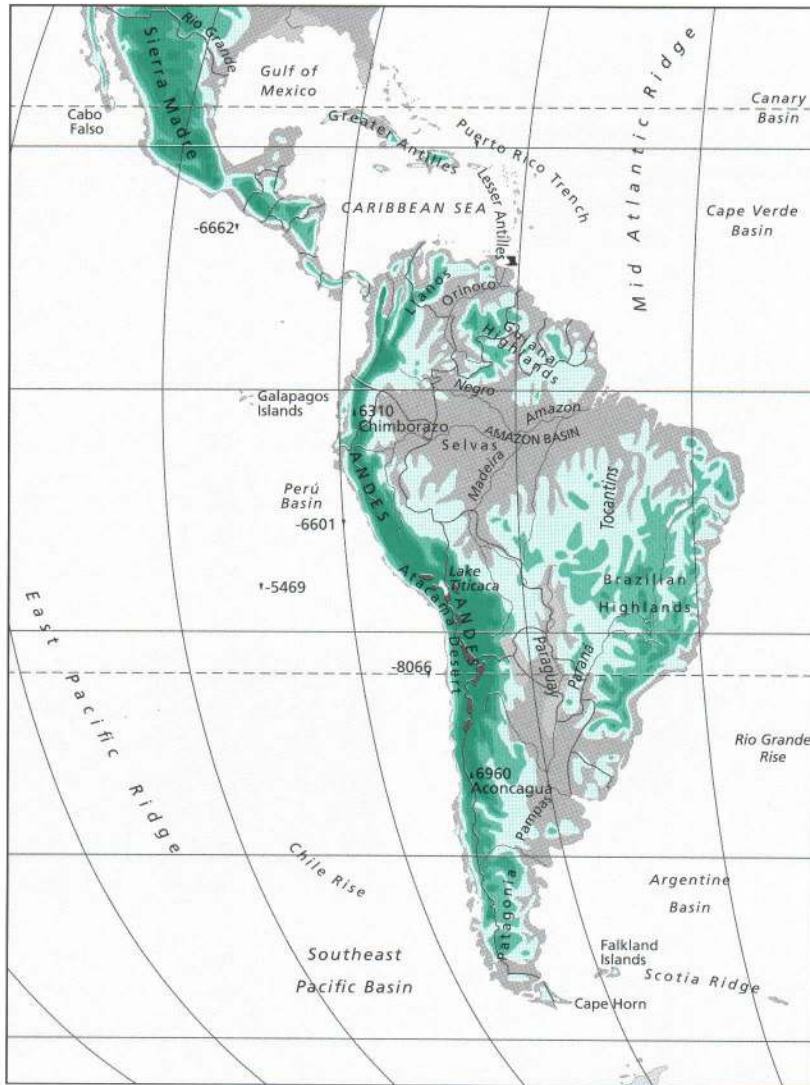 Rio Grande
Sierra Madre
Gulf of
Mexico
Cabo
Falso
Greater Antilles
Puerto Rico Trench
Lesser Antilles
Mid Atlantic Ridge
Canary
Basin
Cape Verde
Basin
CARIBBEAN SEA
-6662
Llanos
Orinoco
Guiana
Highlands
Galapagos
Islands
Negro
Amazon
6310
Chimborazo
AMAZON BASIN
Selvas
Madeira
ANDES
Perú
Basin
-6601
Tocantins
-5469
Lake
Titicaca
Atacama Desert
ANDES
Brazilian
Highlands
-8066
Paraguay
Parana
East Pacific Ridge
Rio Grande
Rise
6960
Aconcagua
Pampas
Chile Rise
Patagonia
Argentine
Basin
Southeast
Pacific Basin
Falkland
Islands
Scotia Ridge
Cape Horn